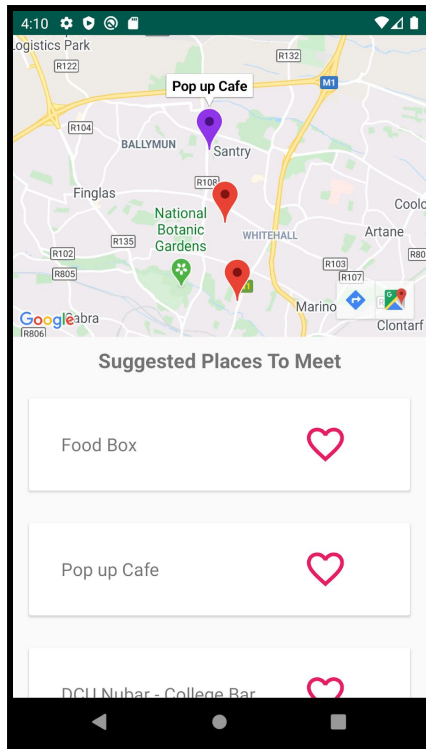 4:10
ogistics Park
R122
R132
M1
Pop up Cafe
R104
BALLYMUN
Santry
Finglas
R108
National
Botanic
Gardens
Coolo
Artane
R135
WHITEHALL
R102
R103
R80
R805
R107
Marino
Google
abra
Clontarf
R806
Suggested Places To Meet
Food Box
Pop up Cafe
DCU Nubar - College Bar